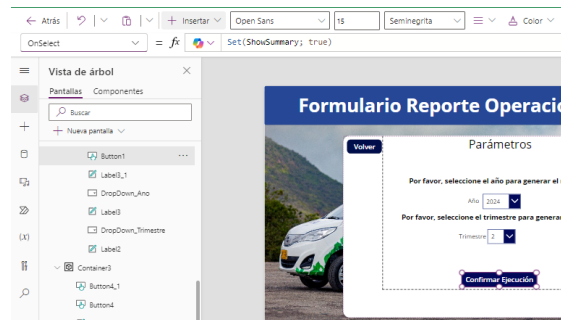 Atrás Insertar Open Sans 15 Seminegrita Color
OnSelect = fx Set(ShowSummary; true)
Vista de árbol
Pantallas Componentes
Buscar
Nueva pantalla
Button1
Label3_1
DropDown_Ano
Label3
DropDown_Trimestre
Label2
Container3
Button4_1
Button4
Formulario Reporte Operacio
Volver Parámetros
Por favor, seleccione el año para generar el
Año 2024
Por favor, seleccione el trimestre para genera
Trimestre 2
Confirmar Ejecución